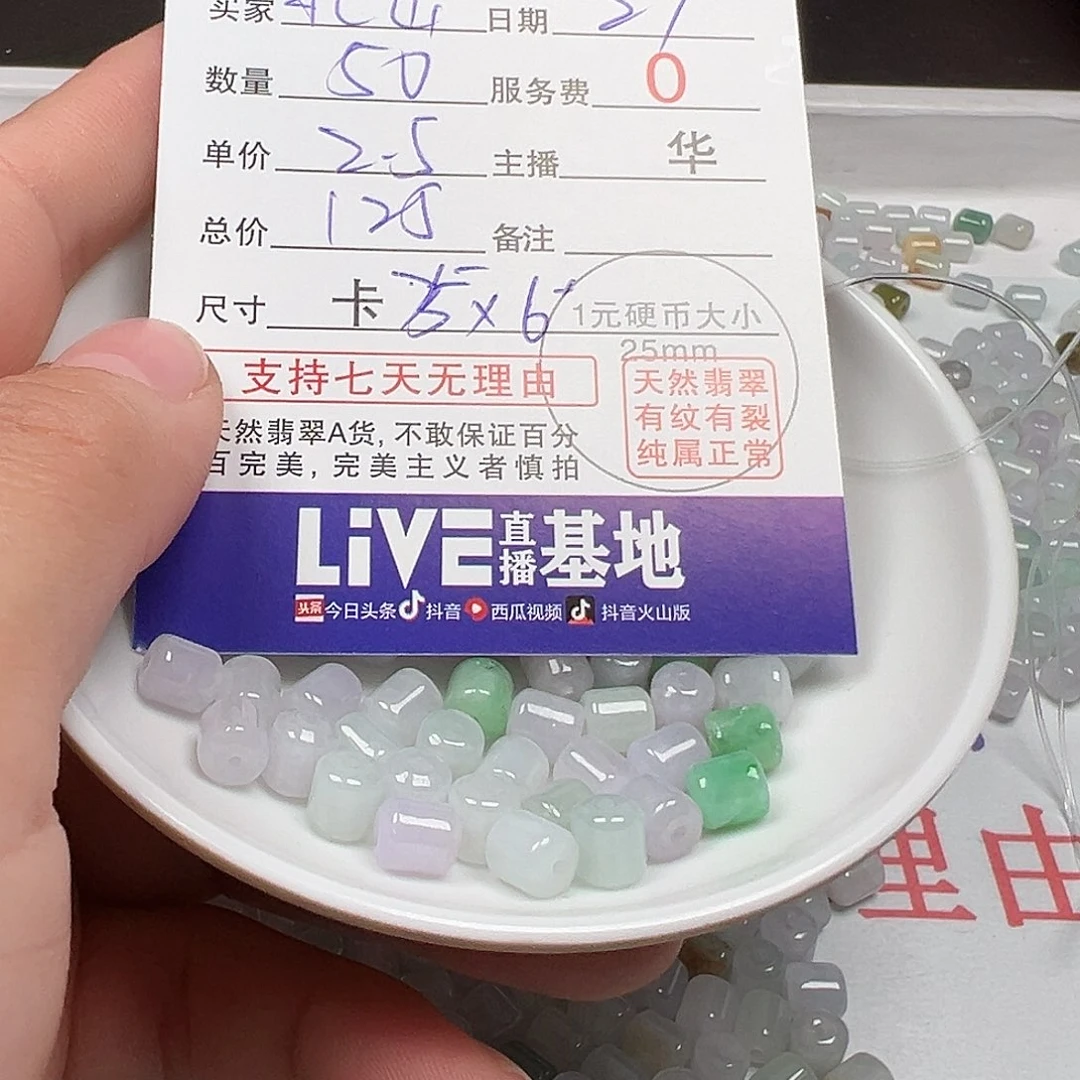 买家 日期 21
数量 50 服务费 0
单价 2.5 主播 华
总价 125 备注
尺寸 卡 5×6 1元硬币大小
25mm
支持七天无理由
天然翡翠
有纹有裂
纯属正常
天然翡翠A货,不敢保证百分
百完美,完美主义者慎拍
LiVE 直播 基地
头条 今日头条 抖音 西瓜视频 抖音火山版
理由